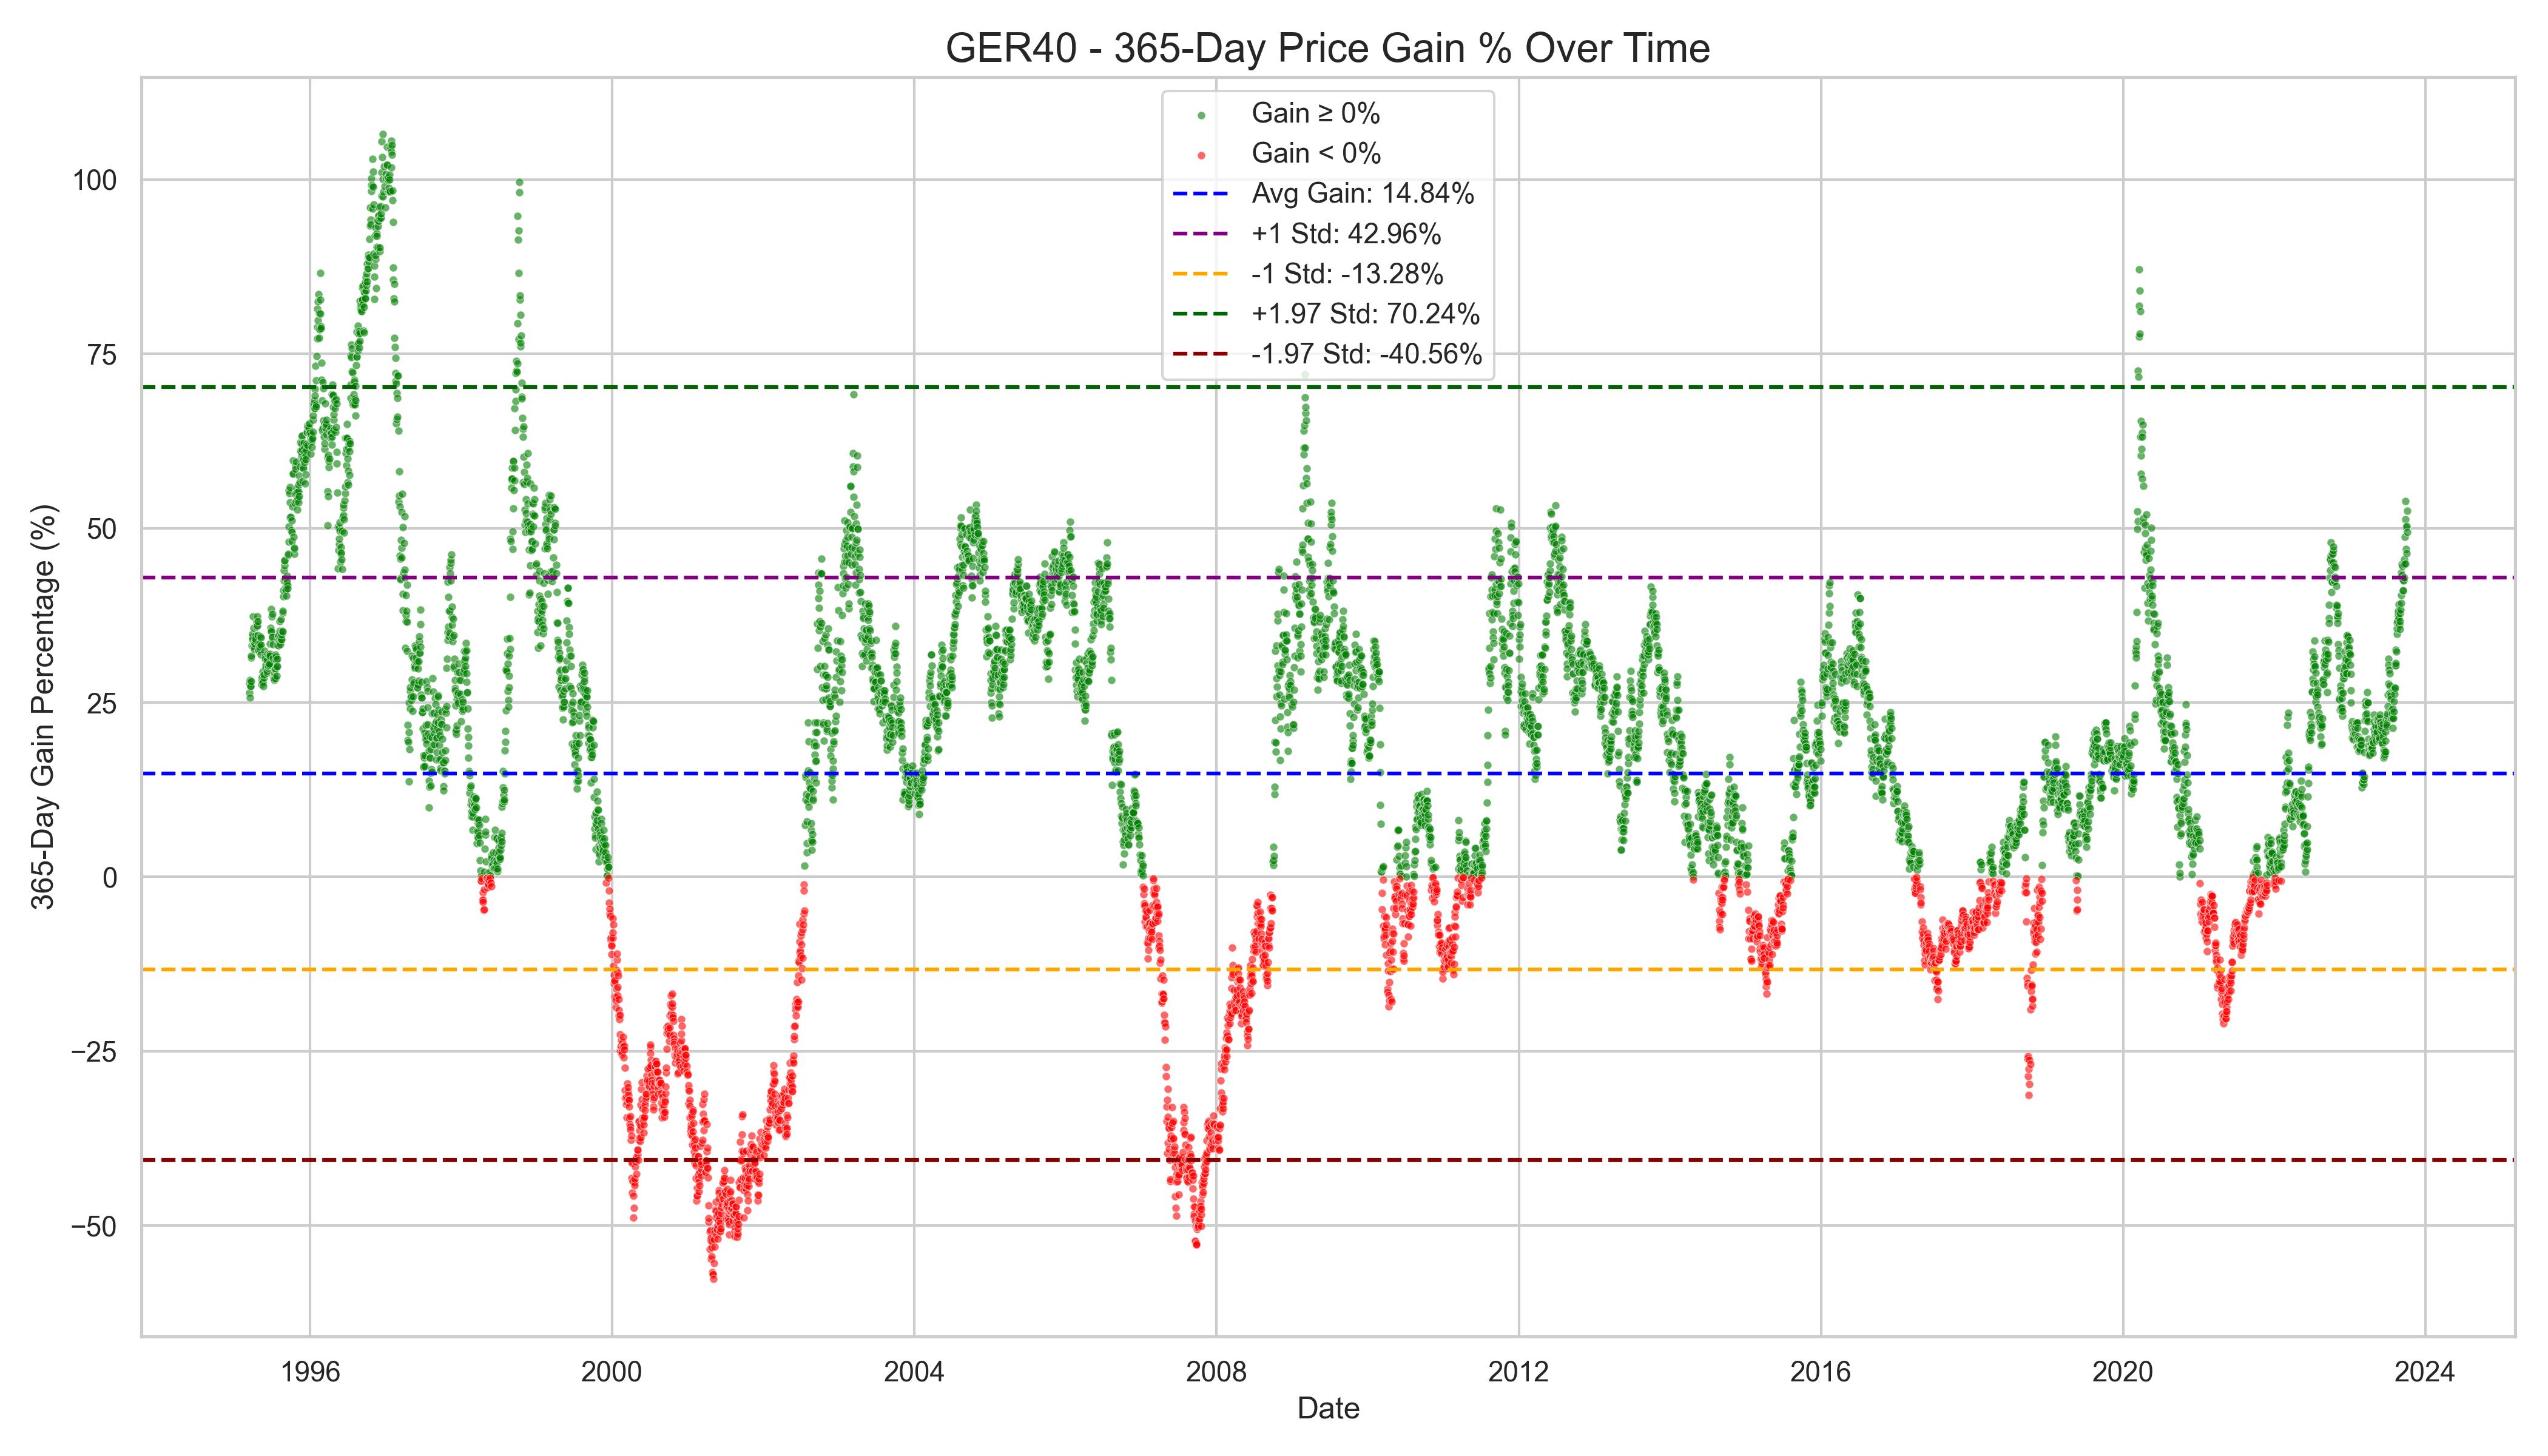 GER40 - 365-Day Price Gain % Over Time
Gain ≥ 0%
Gain < 0%
Avg Gain: 14.84%
+1 Std: 42.96%
-1 Std: -13.28%
+1.97 Std: 70.24%
-1.97 Std: -40.56%
365-Day Gain Percentage (%)
100
75
50
25
0
−25
−50
1996 2000 2004 2008 2012 2016 2020 2024
Date